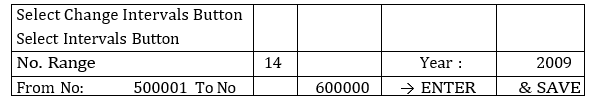 Select Change Intervals Button
Select Intervals Button
No. Range 14 Year : 2009
From No: 500001 To No 600000 → ENTER & SAVE